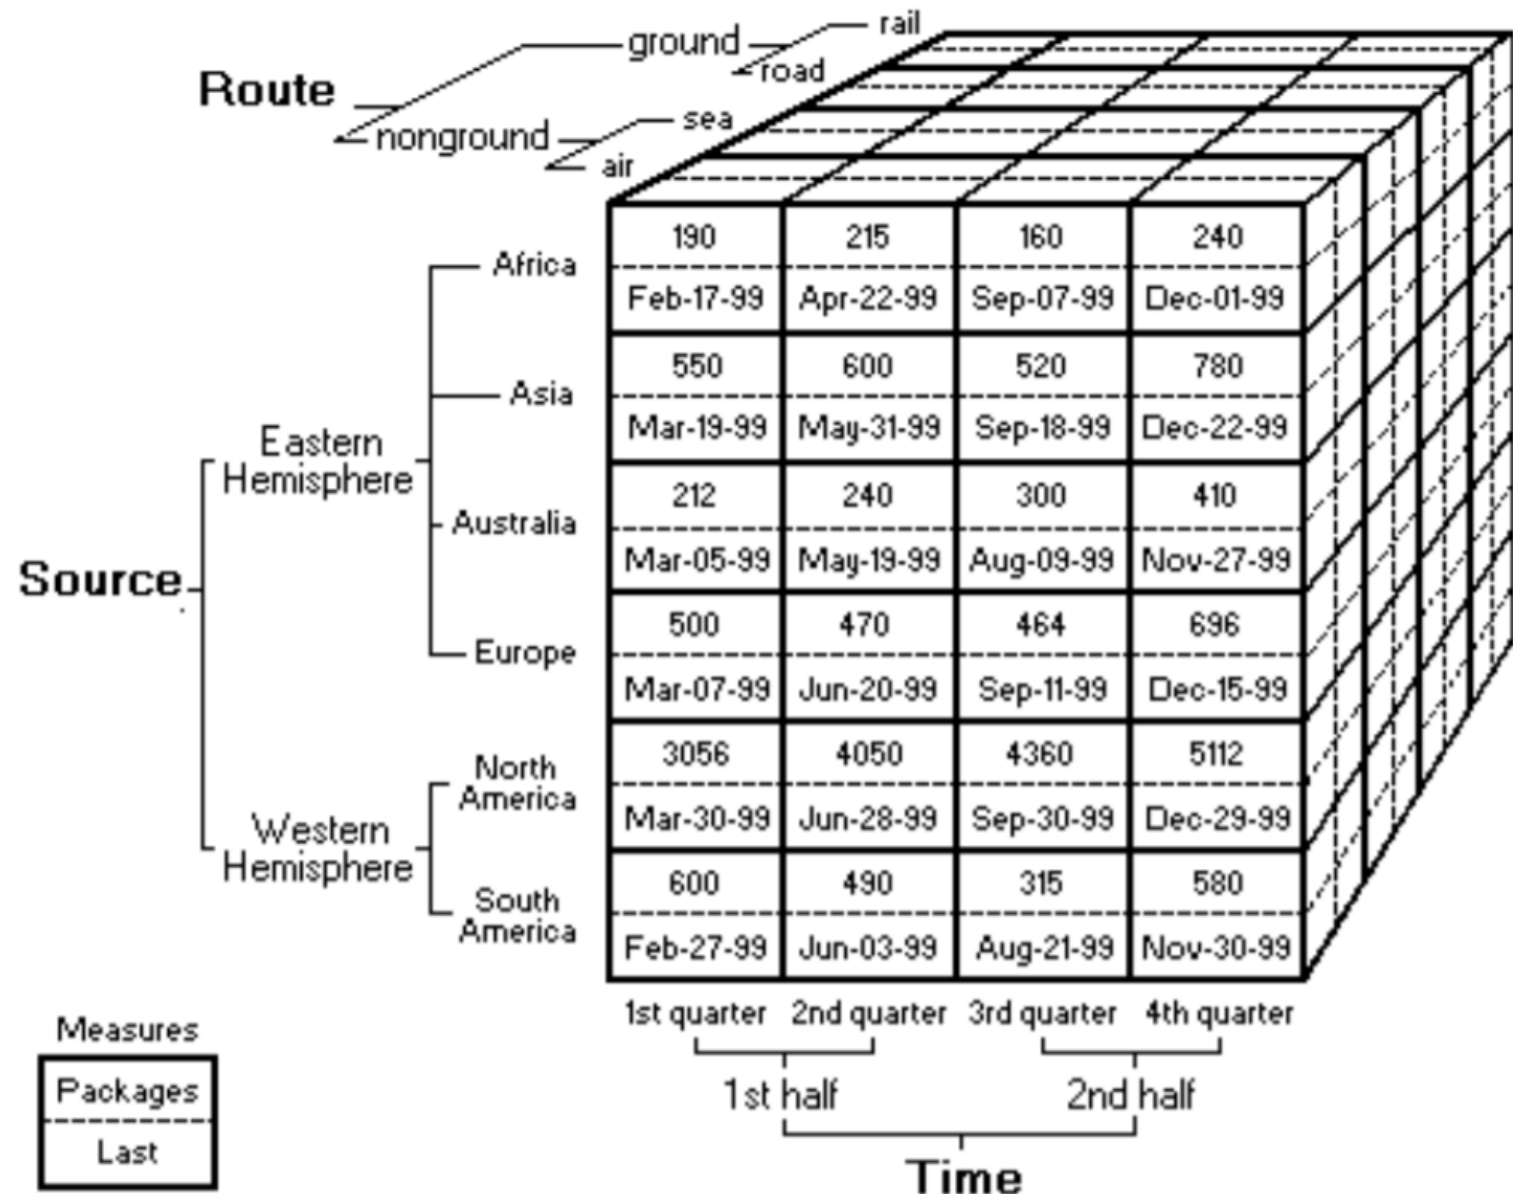 rail
ground
road
Route
sea
nonground
air
190 215 160 240
Africa
Feb-17-99 Apr-22-99 Sep-07-99 Dec-01-99
550 600 520 780
Asia
Mar-19-99 May-31-99 Sep-18-99 Dec-22-99
Eastern
Hemisphere
212 240 300 410
Australia
Mar-05-99 May-19-99 Aug-09-99 Nov-27-99
Source
500 470 464 696
Europe
Mar-07-99 Jun-20-99 Sep-11-99 Dec-15-99
3056 4050 4360 5112
North
America
Mar-30-99 Jun-28-99 Sep-30-99 Dec-29-99
Western
Hemisphere
600 490 315 580
South
America
Feb-27-99 Jun-03-99 Aug-21-99 Nov-30-99
1st quarter 2nd quarter 3rd quarter 4th quarter
1st half 2nd half
Time
Measures
Packages
Last